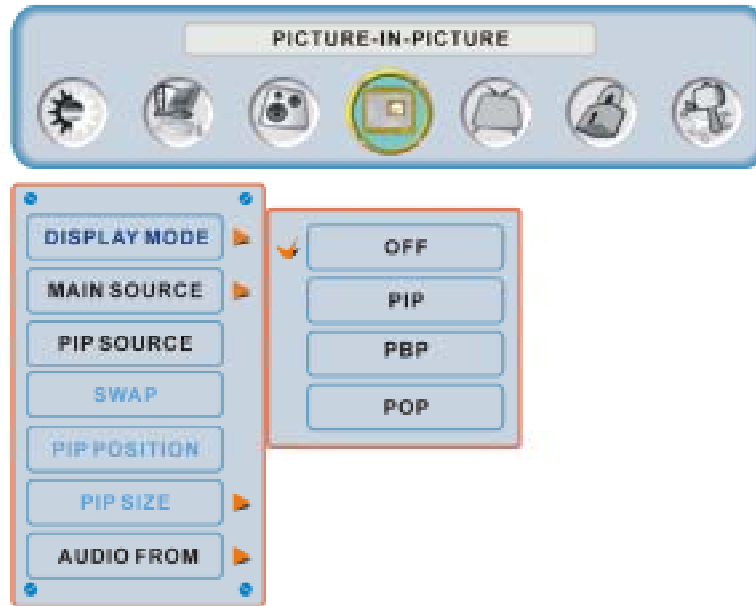 PICTURE-IN-PICTURE
DISPLAY MODE
MAIN SOURCE
PIP SOURCE
SWAP
PIP POSITION
PIP SIZE
AUDIO FROM
OFF
PIP
PBP
POP